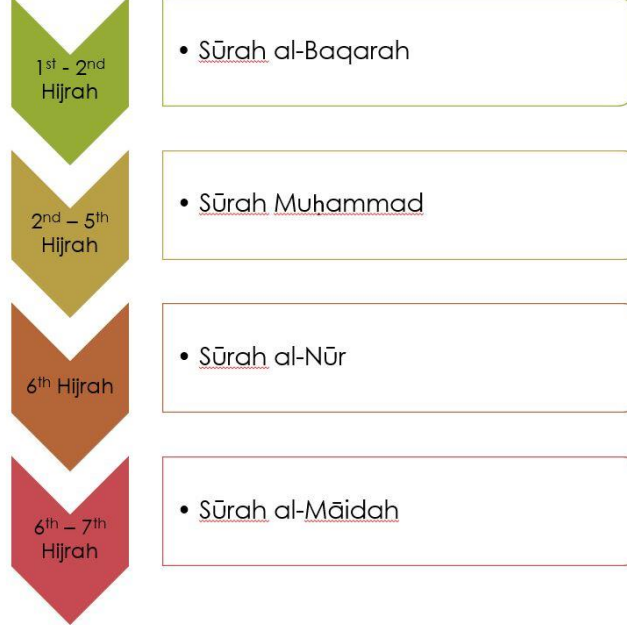 1st - 2nd
Hijrah
• Sūrah al-Baqarah
2nd – 5th
Hijrah
• Sūrah Muḥammad
6th Hijrah
• Sūrah al-Nūr
6th – 7th
Hijrah
• Sūrah al-Māidah